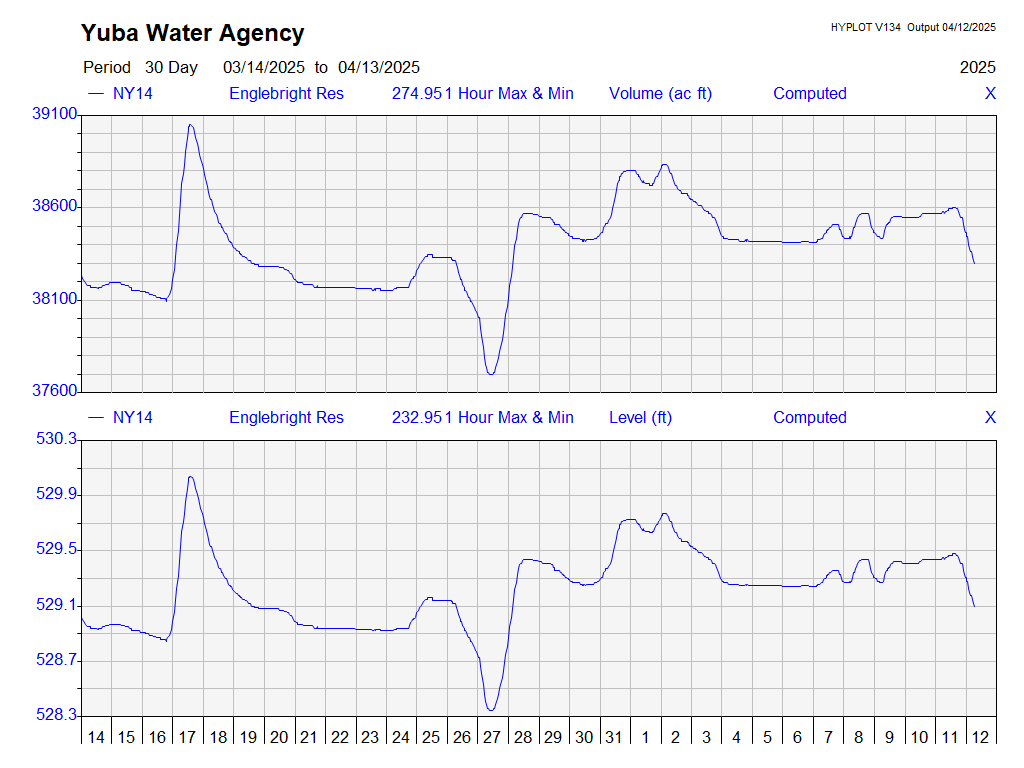 Yuba Water Agency
HYPLOT V134 Output 04/12/2025
Period 30 Day 03/14/2025 to 04/13/2025 2025
NY14 Englebright Res 274.951 Hour Max & Min Volume (ac ft) Computed X
39100
38600
38100
37600
NY14 Englebright Res 232.951 Hour Max & Min Level (ft) Computed X
530.3
529.9
529.5
529.1
528.7
528.3
14 15 16 17 18 19 20 21 22 23 24 25 26 27 28 29 30 31 1 2 3 4 5 6 7 8 9 10 11 12